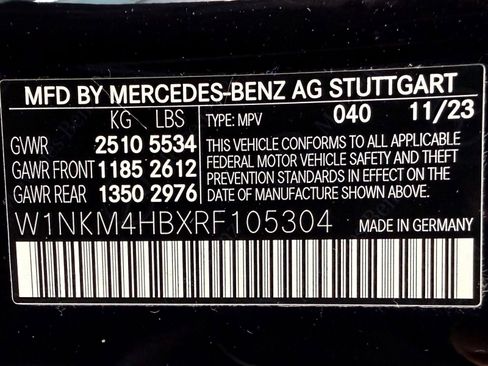 MFD BY MERCEDES-BENZ AG STUTTGART
KG LBS TYPE: MPV 040 11/23
GVWR 2510 5534
GAWR FRONT 1185 2612
GAWR REAR 1350 2976
THIS VEHICLE CONFORMS TO ALL APPLICABLE
FEDERAL MOTOR VEHICLE SAFETY AND THEFT
PREVENTION STANDARDS IN EFFECT ON THE
DATE OF MANUFACTURE SHOWN ABOVE.
W1NKM4HBXRF105304 MADE IN GERMANY